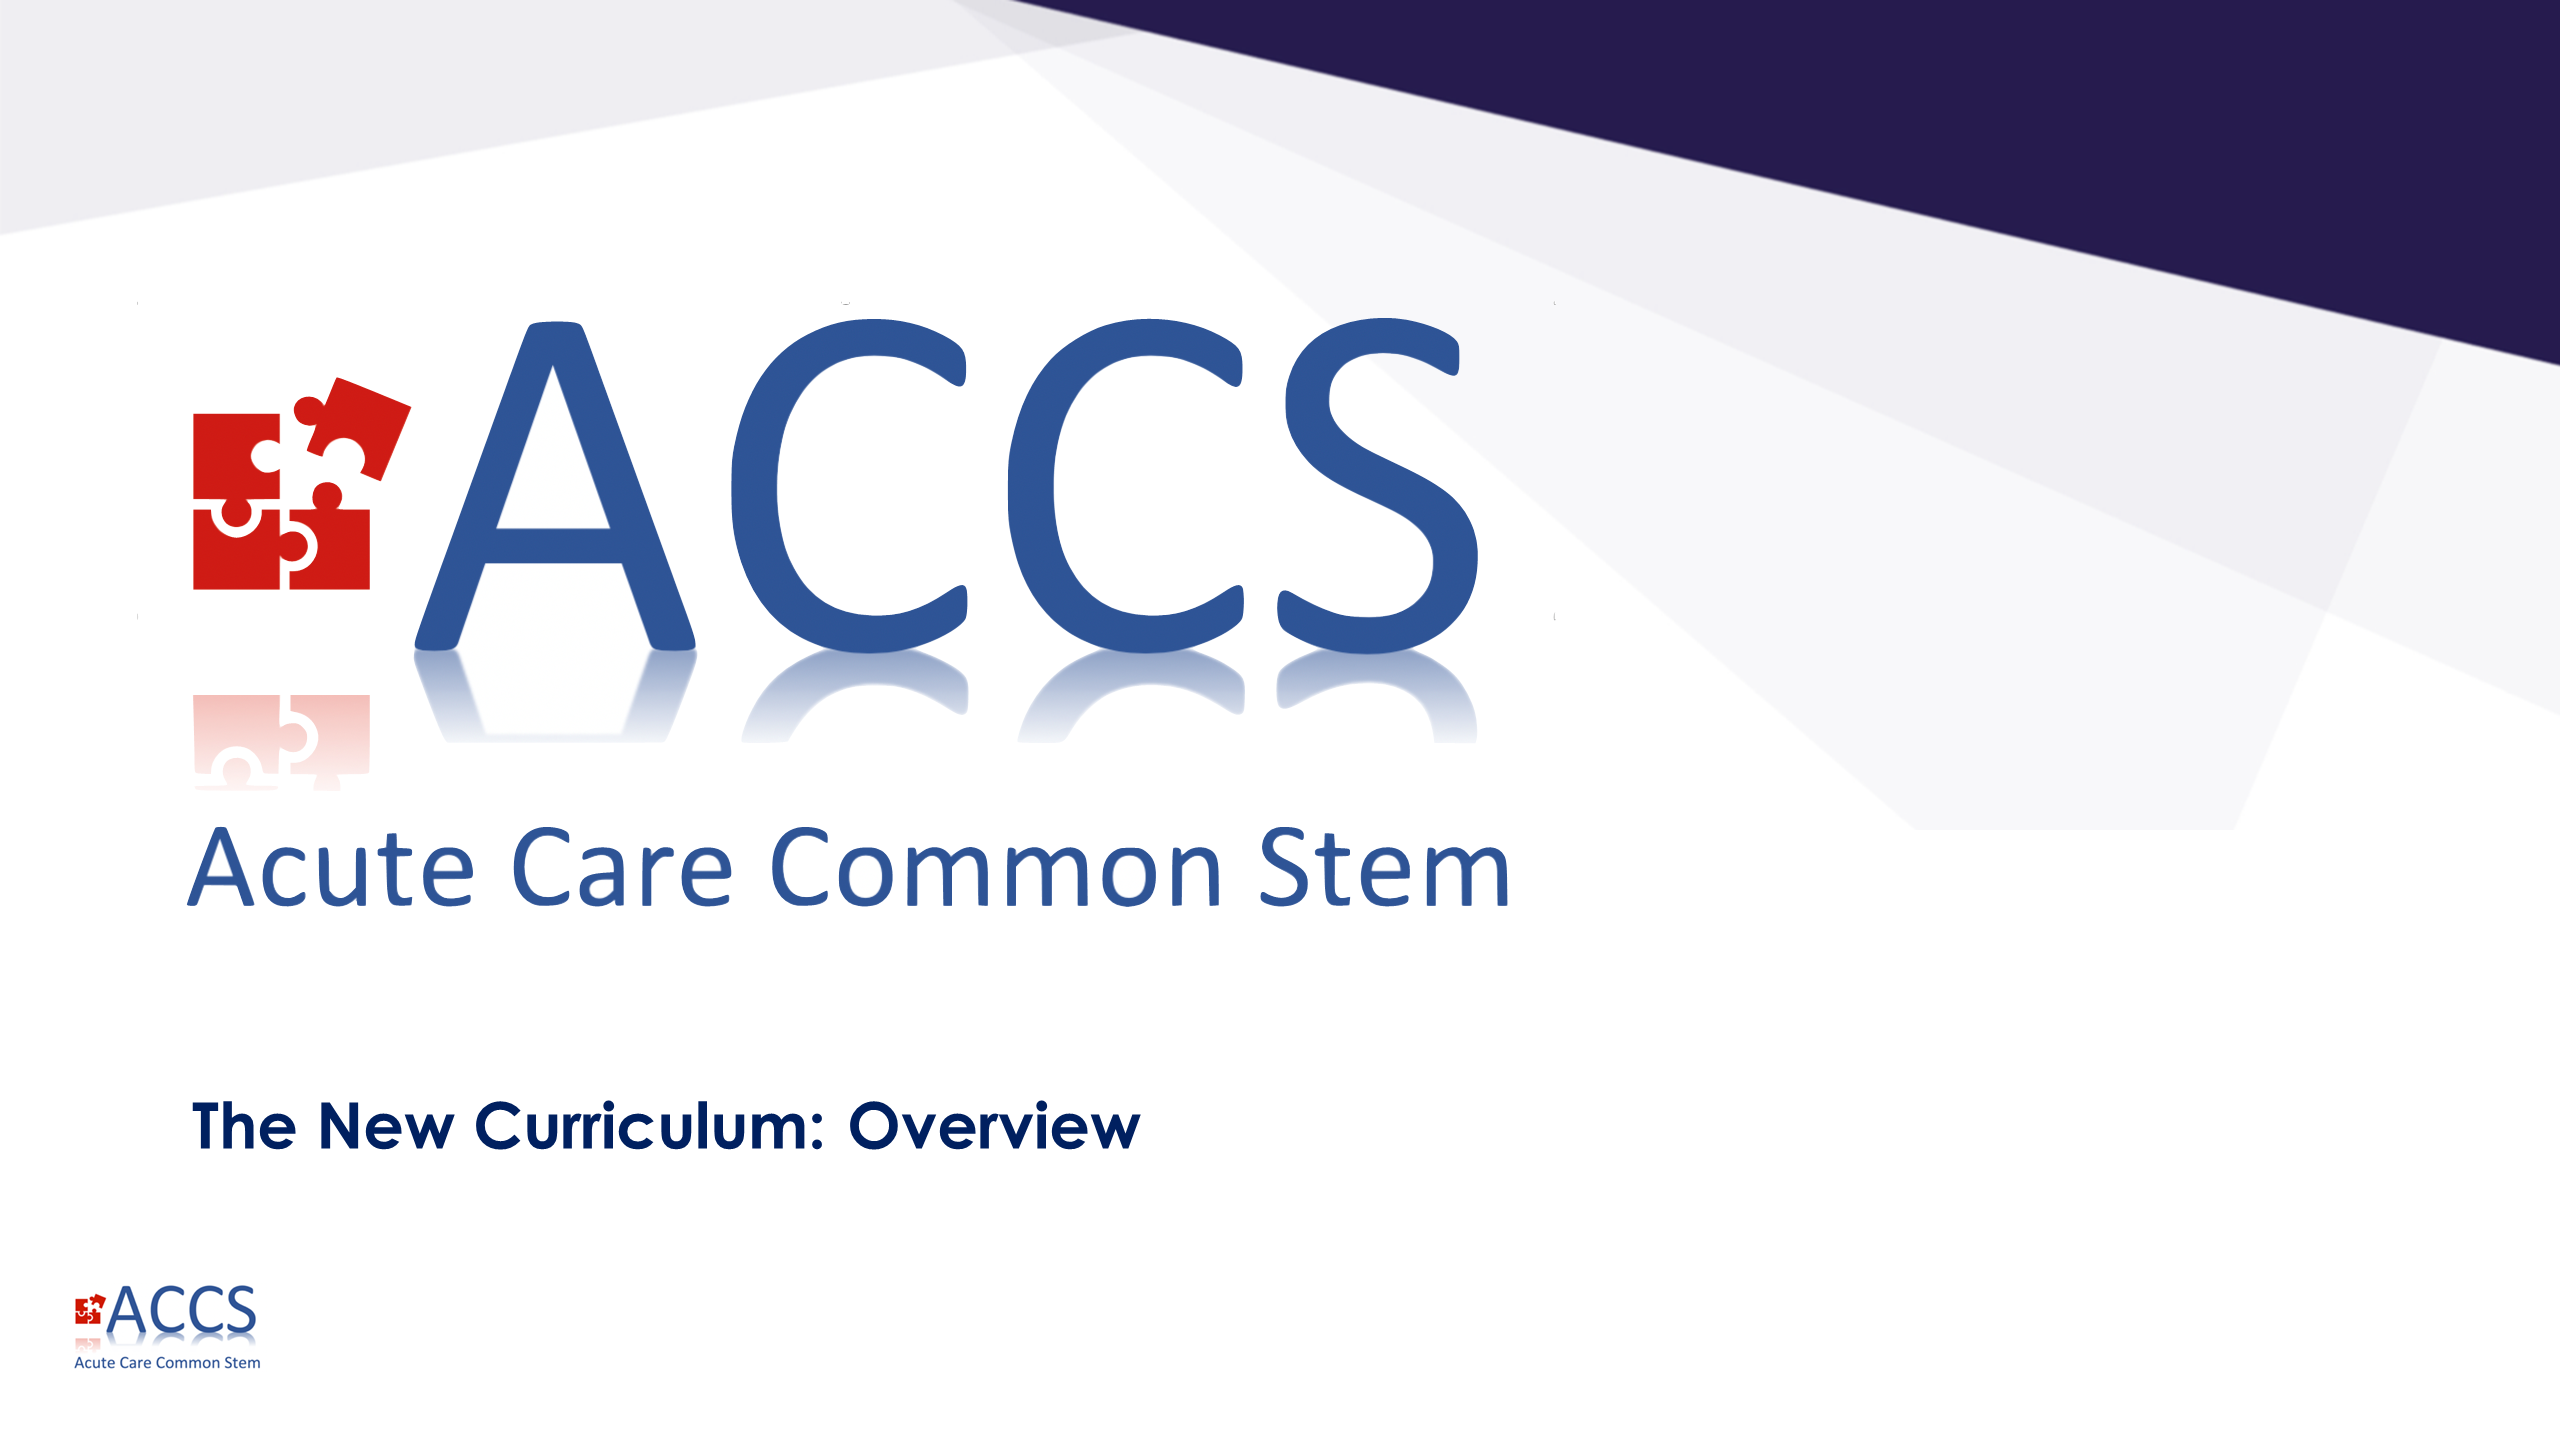 ACCS
Acute Care Common Stem
The New Curriculum: Overview
ACCS
Acute Care Common Stem